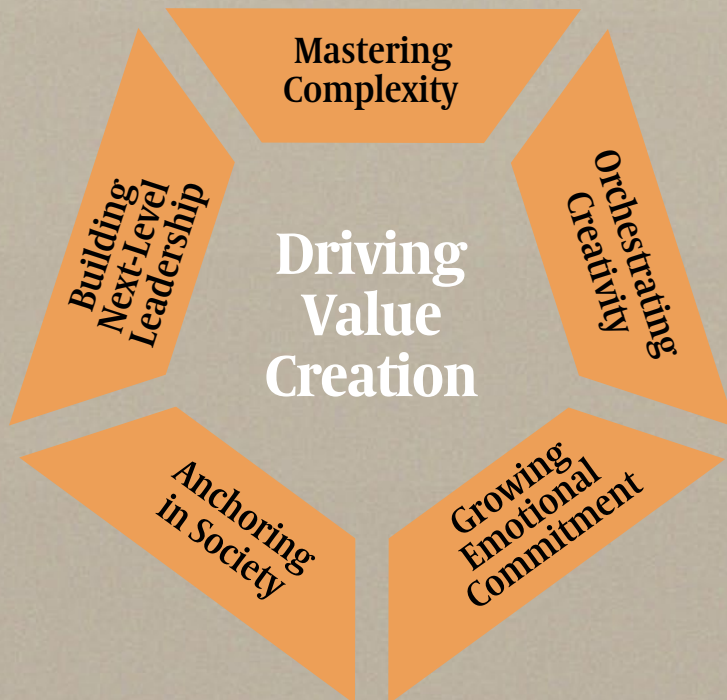 Mastering
Complexity
Orchestrating
Creativity
Growing
Emotional
Commitment
Anchoring
in Society
Building
Next-Level
Leadership
Driving
Value
Creation